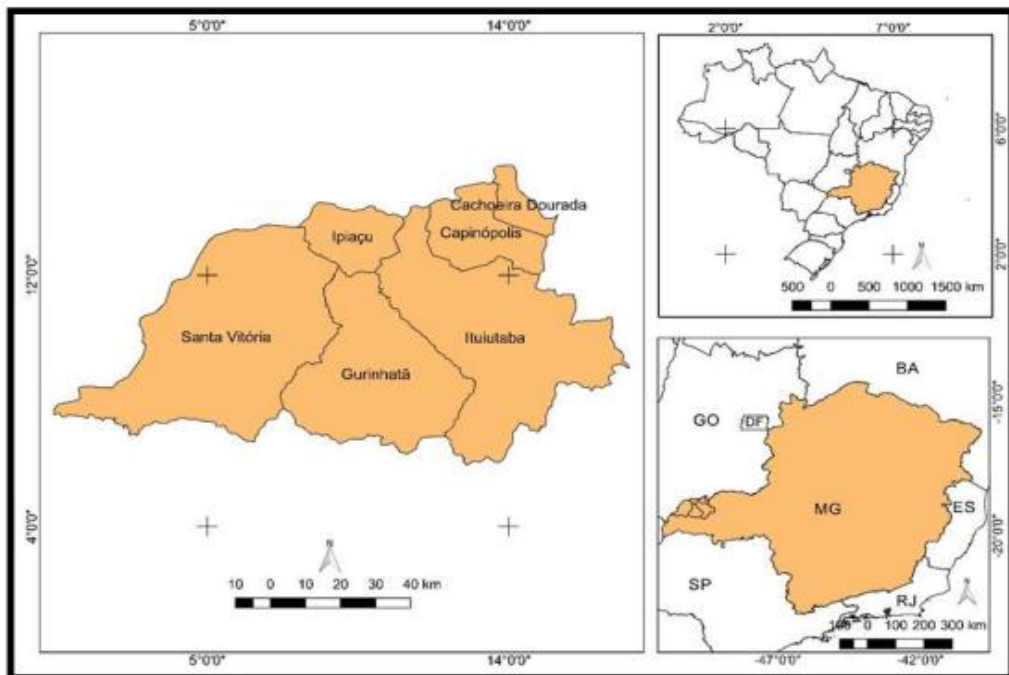 5°0'0" 14°0'0"
12°0'0"
4°0'0"
Cachoeira Dourada
Ipiaçu Capinópolis
Santa Vitória Ituiutaba
Gurinhatã
N
10 0 10 20 30 40 km
5°0'0" 14°0'0"
2°0'0" 7°0'0"
6°0'0"
2°0'0"
N
500 0 500 1000 1500 km
BA
GO DF
MG
ES
SP
RJ
-15°0'0"
-20°0'0"
N
100 0 100 200 300 km
-47°0'0" -42°0'0"